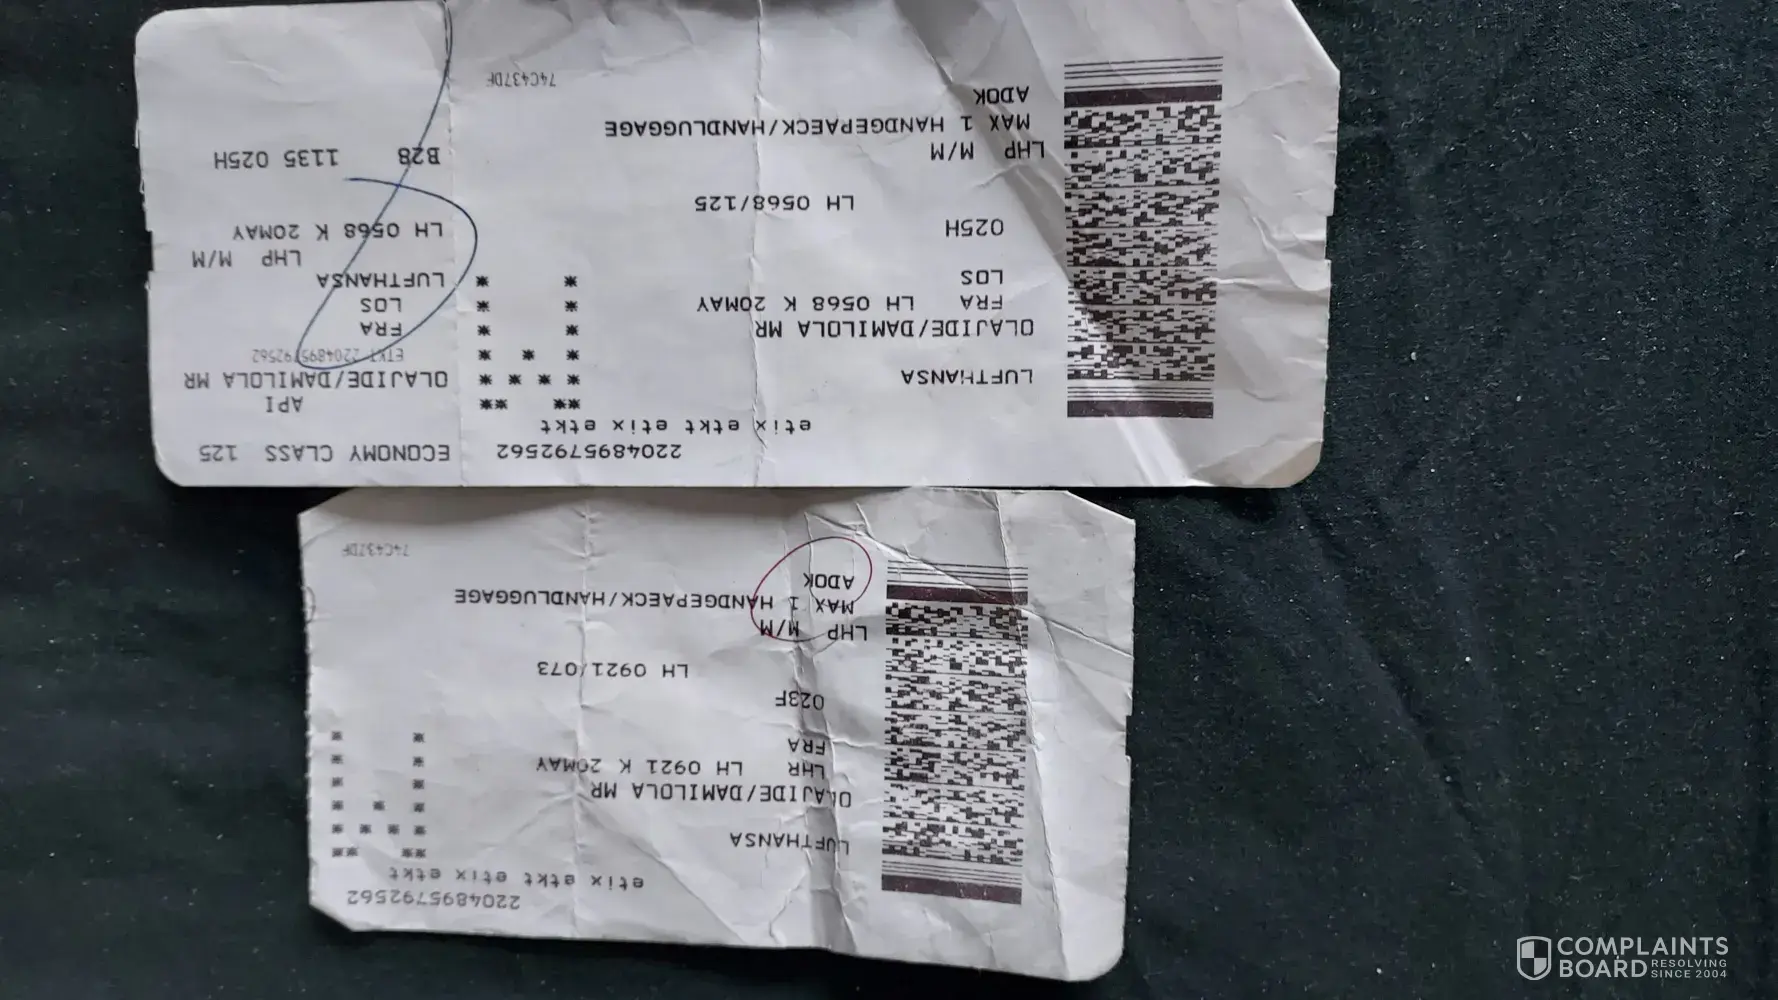 2204895792562
etix etkt etix etkt
LUFTHANSA
OLAJIDE/DAMILOLA MR
LHR LH 0921 K 20MAY
FRA
023F
LH 0921/073
LHP M/M
MAX 1 HANDGEPAECK/HANDLUGGAGE
ADOK
74C437DF
2204895792562
etix etkt etix etkt
LUFTHANSA
OLAJIDE/DAMILOLA MR
FRA LH 0568 K 20MAY
LOS
025H
LH 0568/125
LHP M/M
MAX 1 HANDGEPAECK/HANDLUGGAGE
ADOK
74C437DF
ECONOMY CLASS 125
API
OLAJIDE/DAMILOLA MR
ETKT 2204895792562
FRA
LOS
LUFTHANSA
LHP M/M
LH 0568 K 20MAY
B28 1135 025H
COMPLAINTS
BOARD RESOLVING
SINCE 2004